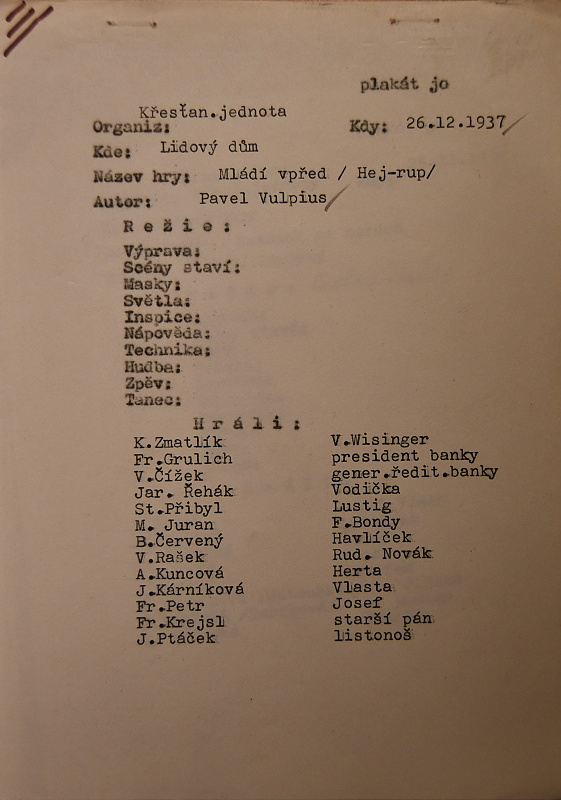 plakát jo
Křesťan.jednota
Organiz: Kdy: 26.12.1937
Kde: Lidový dům
Název hry: Mládí vpřed / Hej-rup/
Autor: Pavel Vulpius
R e ž i e :
Výprava:
Scény staví:
Masky:
Světla:
Inspice:
Nápověda:
Technika:
Hudba:
Zpěv:
Tanec:
H r á l i :
K.Zmatlík V.Wisinger
Fr.Grulich president banky
V.Čížek gener.ředit.banky
Jar. Řehák Vodička
St.Přibyl Lustig
M. Juran F.Bondy
B.Červený Havlíček
V.Rašek Rud. Novák
A.Kuncová Herta
J.Kárníková Vlasta
Fr.Petr Josef
Fr.Krejsl starší pán
J.Ptáček listonoš